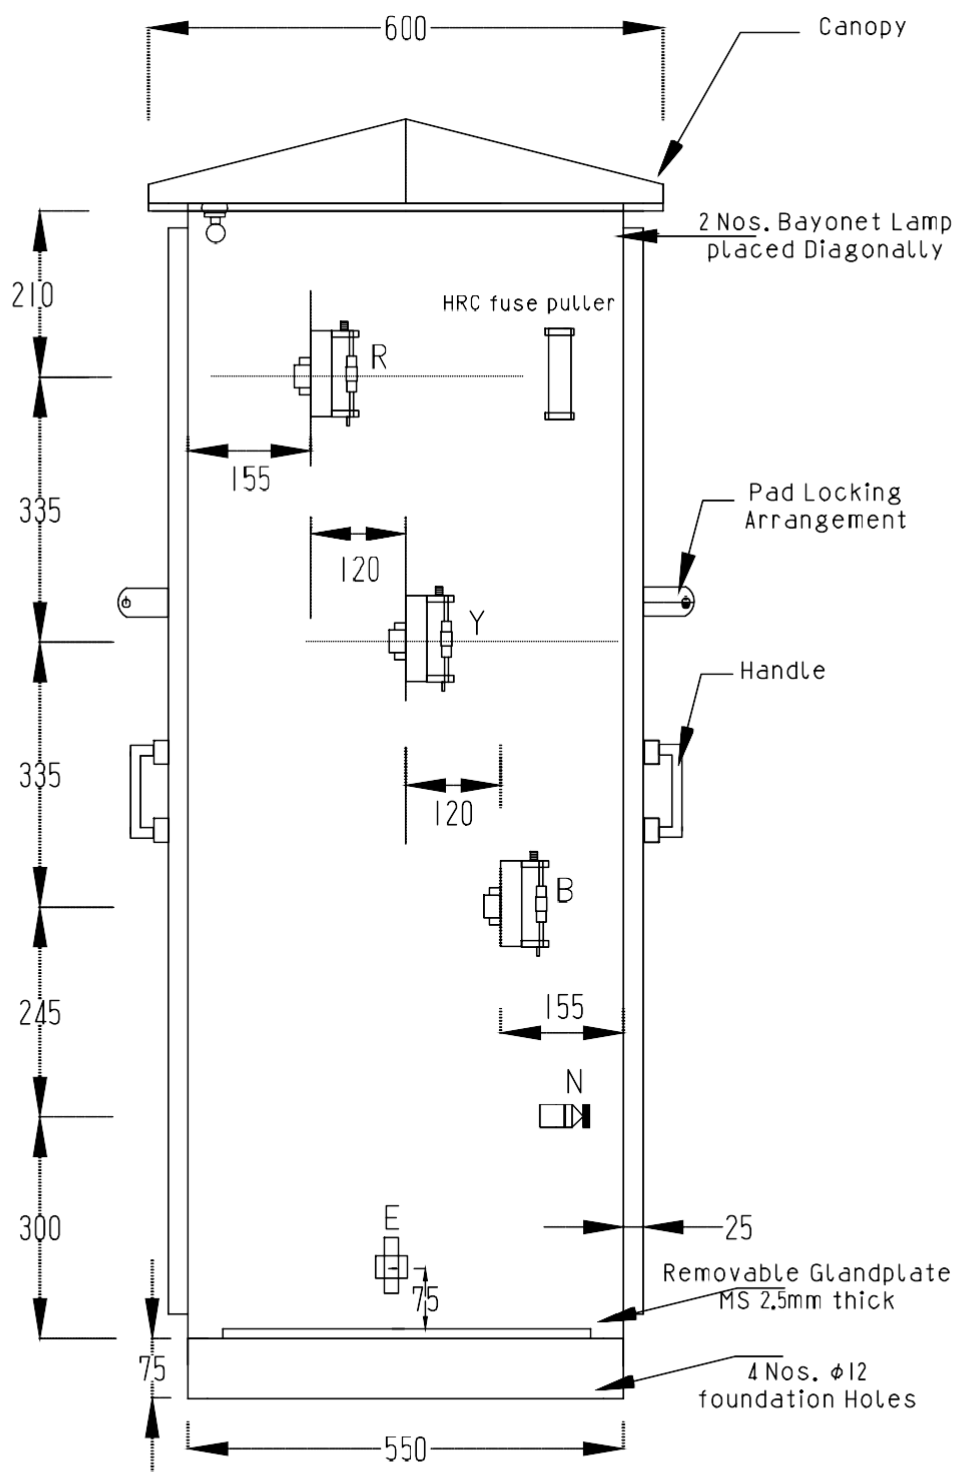 600
Canopy
2 Nos. Bayonet Lamp
placed Diagonally
210
HRC fuse puller
R
155
335
Pad Locking
Arrangement
120
Y
Handle
335
120
B
245
155
N
E
300
25
75
Removable Glandplate
MS 2.5mm thick
75
4 Nos. ϕ12
foundation Holes
550